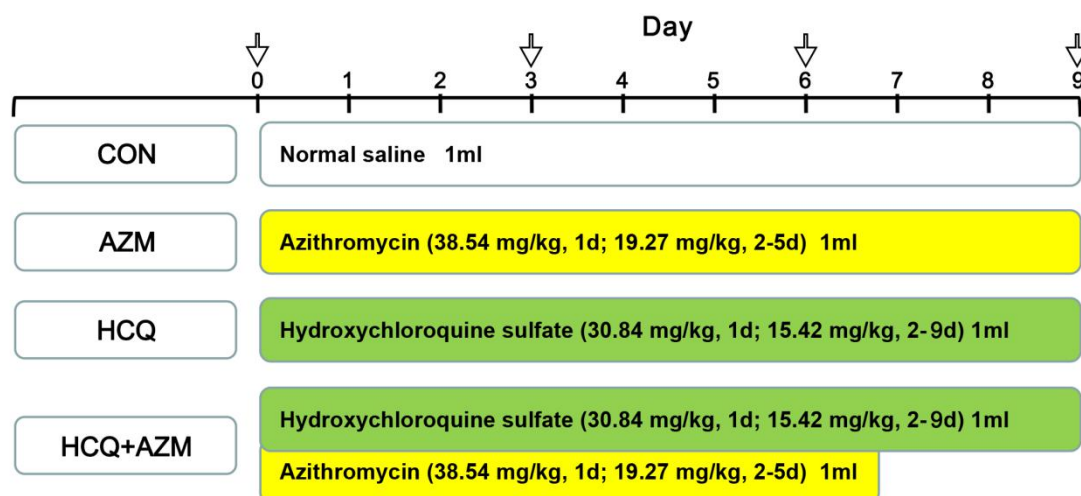 Day
0 1 2 3 4 5 6 7 8 9
CON
Normal saline 1ml
AZM
Azithromycin (38.54 mg/kg, 1d; 19.27 mg/kg, 2-5d) 1ml
HCQ
Hydroxychloroquine sulfate (30.84 mg/kg, 1d; 15.42 mg/kg, 2-9d) 1ml
HCQ+AZM
Hydroxychloroquine sulfate (30.84 mg/kg, 1d; 15.42 mg/kg, 2-9d) 1ml
Azithromycin (38.54 mg/kg, 1d; 19.27 mg/kg, 2-5d) 1ml